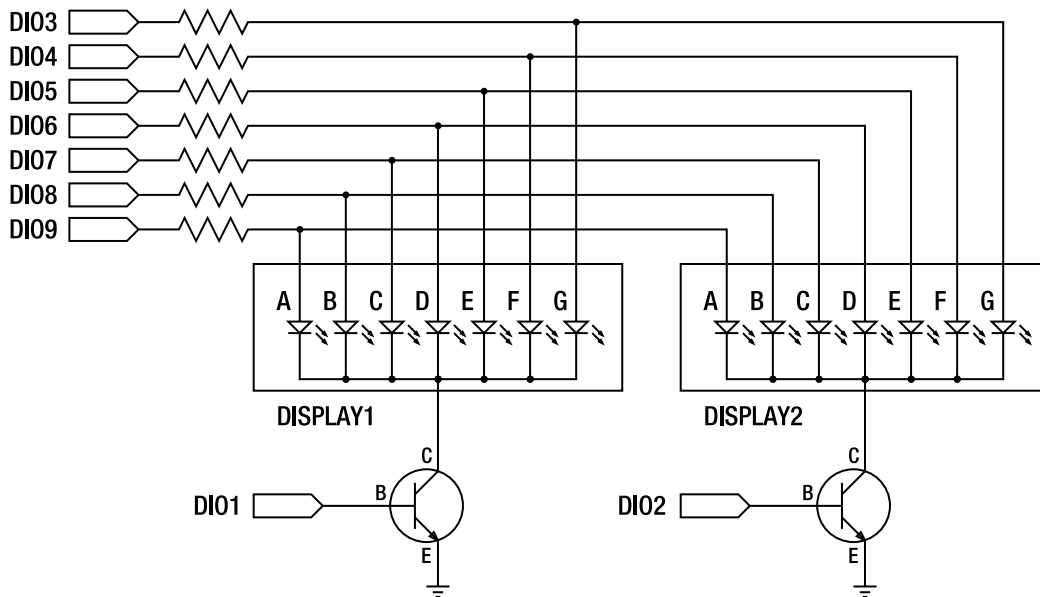 DIO3
DIO4
DIO5
DIO6
DIO7
DIO8
DIO9
A B C D E F G
A B C D E F G
DISPLAY1
DISPLAY2
C
B
DIO1
E
C
B
DIO2
E